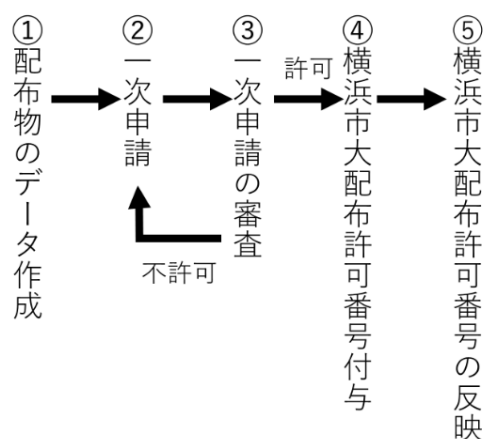 ①配布物のデータ作成
②一次申請
③一次申請の審査
許可
不許可
④横浜市大配布許可番号付与
⑤横浜市大配布許可番号の反映